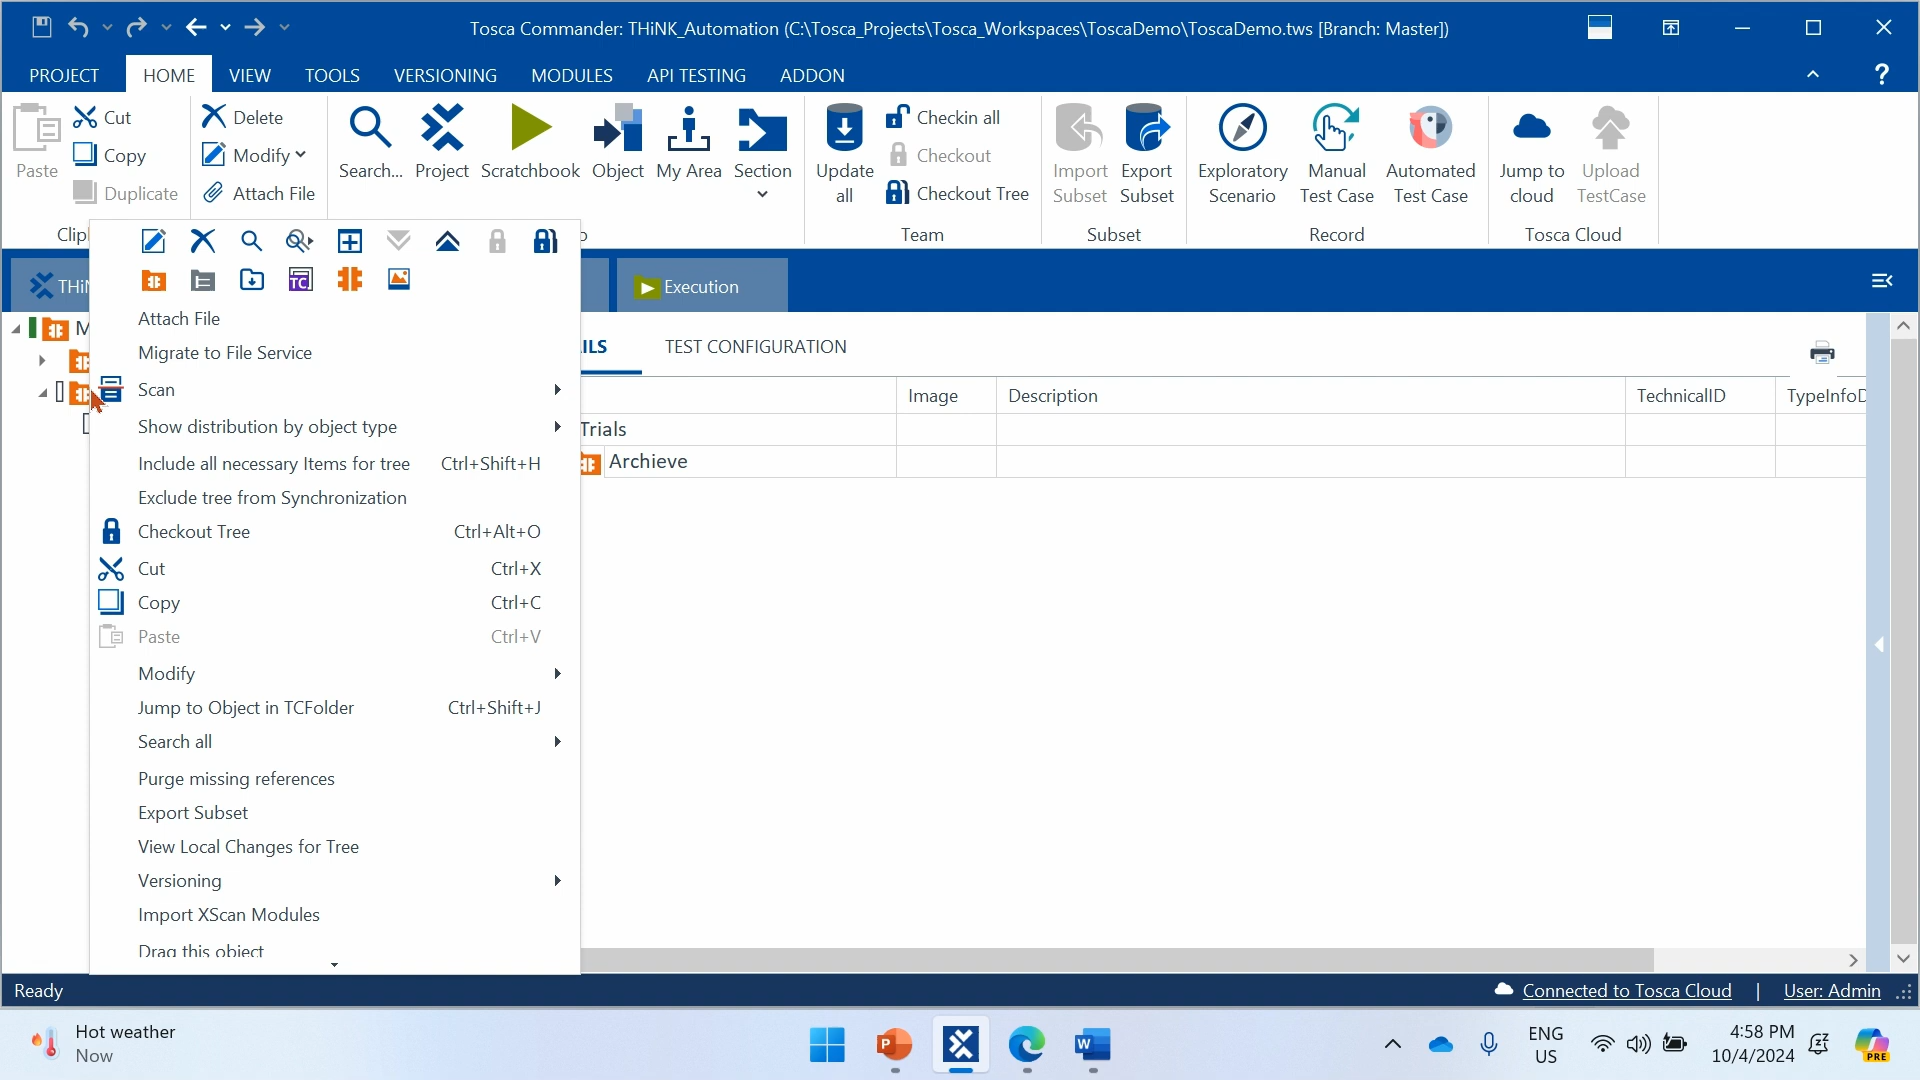 Tosca Commander: THiNK_Automation (C:\Tosca_Projects\Tosca_Workspaces\ToscaDemo\ToscaDemo.tws [Branch: Master])
PROJECT HOME VIEW TOOLS VERSIONING MODULES API TESTING ADDON ?
Paste
Cut
Copy
Duplicate
Delete
Modify
Attach File
Search...
Project
Scratchbook
Object
My Area
Section
Update
all
Checkin all
Checkout
Checkout Tree
Import
Subset
Export
Subset
Exploratory
Scenario
Manual
Test Case
Automated
Test Case
Jump to
cloud
Upload
TestCase
Clip
Team
Subset
Record
Tosca Cloud
THiN
Execution
M
TC
Attach File
Migrate to File Service
Scan
Show distribution by object type
Include all necessary Items for tree Ctrl+Shift+H
Exclude tree from Synchronization
Checkout Tree Ctrl+Alt+O
Cut Ctrl+X
Copy Ctrl+C
Paste Ctrl+V
Modify
Jump to Object in TCFolder Ctrl+Shift+J
Search all
Purge missing references
Export Subset
View Local Changes for Tree
Versioning
Import XScan Modules
Drag this object
ILS TEST CONFIGURATION
Image Description TechnicalID TypeInfoD
Trials
Archieve
Ready
Connected to Tosca Cloud | User: Admin
Hot weather
Now
P
W
ENG
US
4:58 PM
10/4/2024
PRE